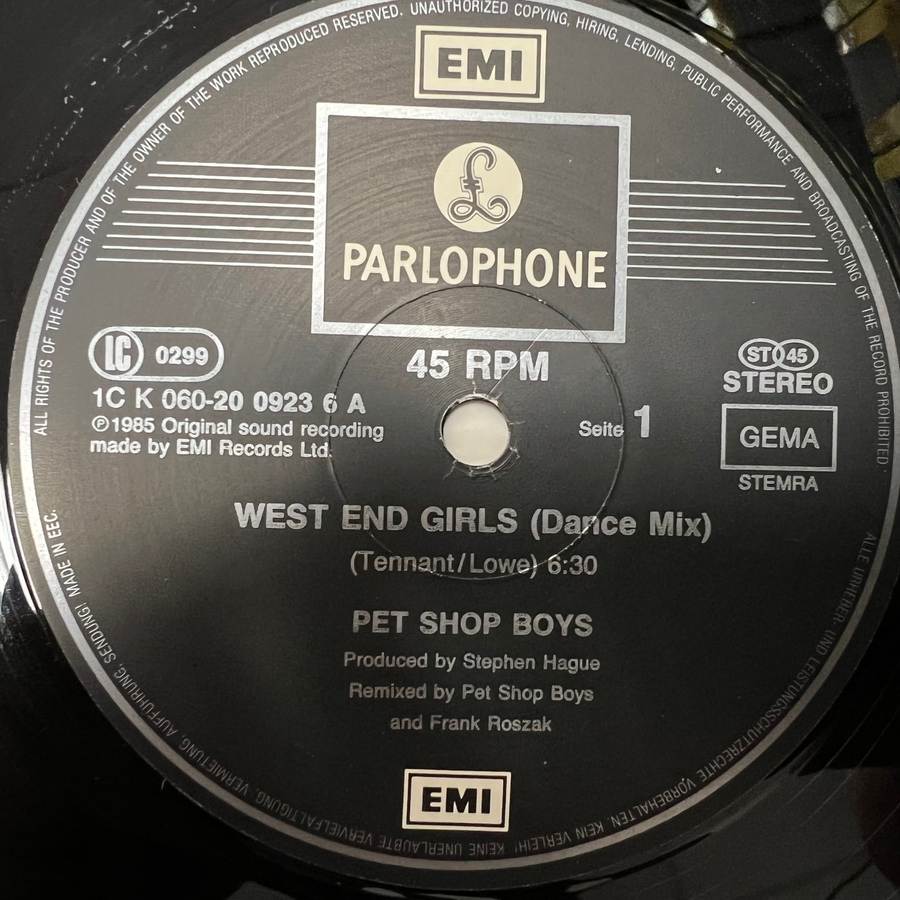 ALL RIGHTS OF THE PRODUCER AND OF THE OWNER OF THE WORK REPRODUCED RESERVED. UNAUTHORIZED COPYING, HIRING, LENDING, PUBLIC PERFORMANCE AND BROADCASTING OF THE RECORD PROHIBITED.
EMI
£
PARLOPHONE
LC 0299
45 RPM
ST 45
STEREO
1C K 060-20 0923 6 A
℗ 1985 Original sound recording
made by EMI Records Ltd.
Seite 1
GEMA
STEMRA
WEST END GIRLS (Dance Mix)
(Tennant/Lowe) 6:30
PET SHOP BOYS
Produced by Stephen Hague
Remixed by Pet Shop Boys
and Frank Roszak
EMI
ALLE URHEBER- UND LEISTUNGSSCHUTZRECHTE VORBEHALTEN. KEIN VERLEIH! KEINE UNERLAUBTE VERVIELFÄLTIGUNG, VERMIETUNG, AUFFÜHRUNG, SENDUNG! MADE IN EEC.